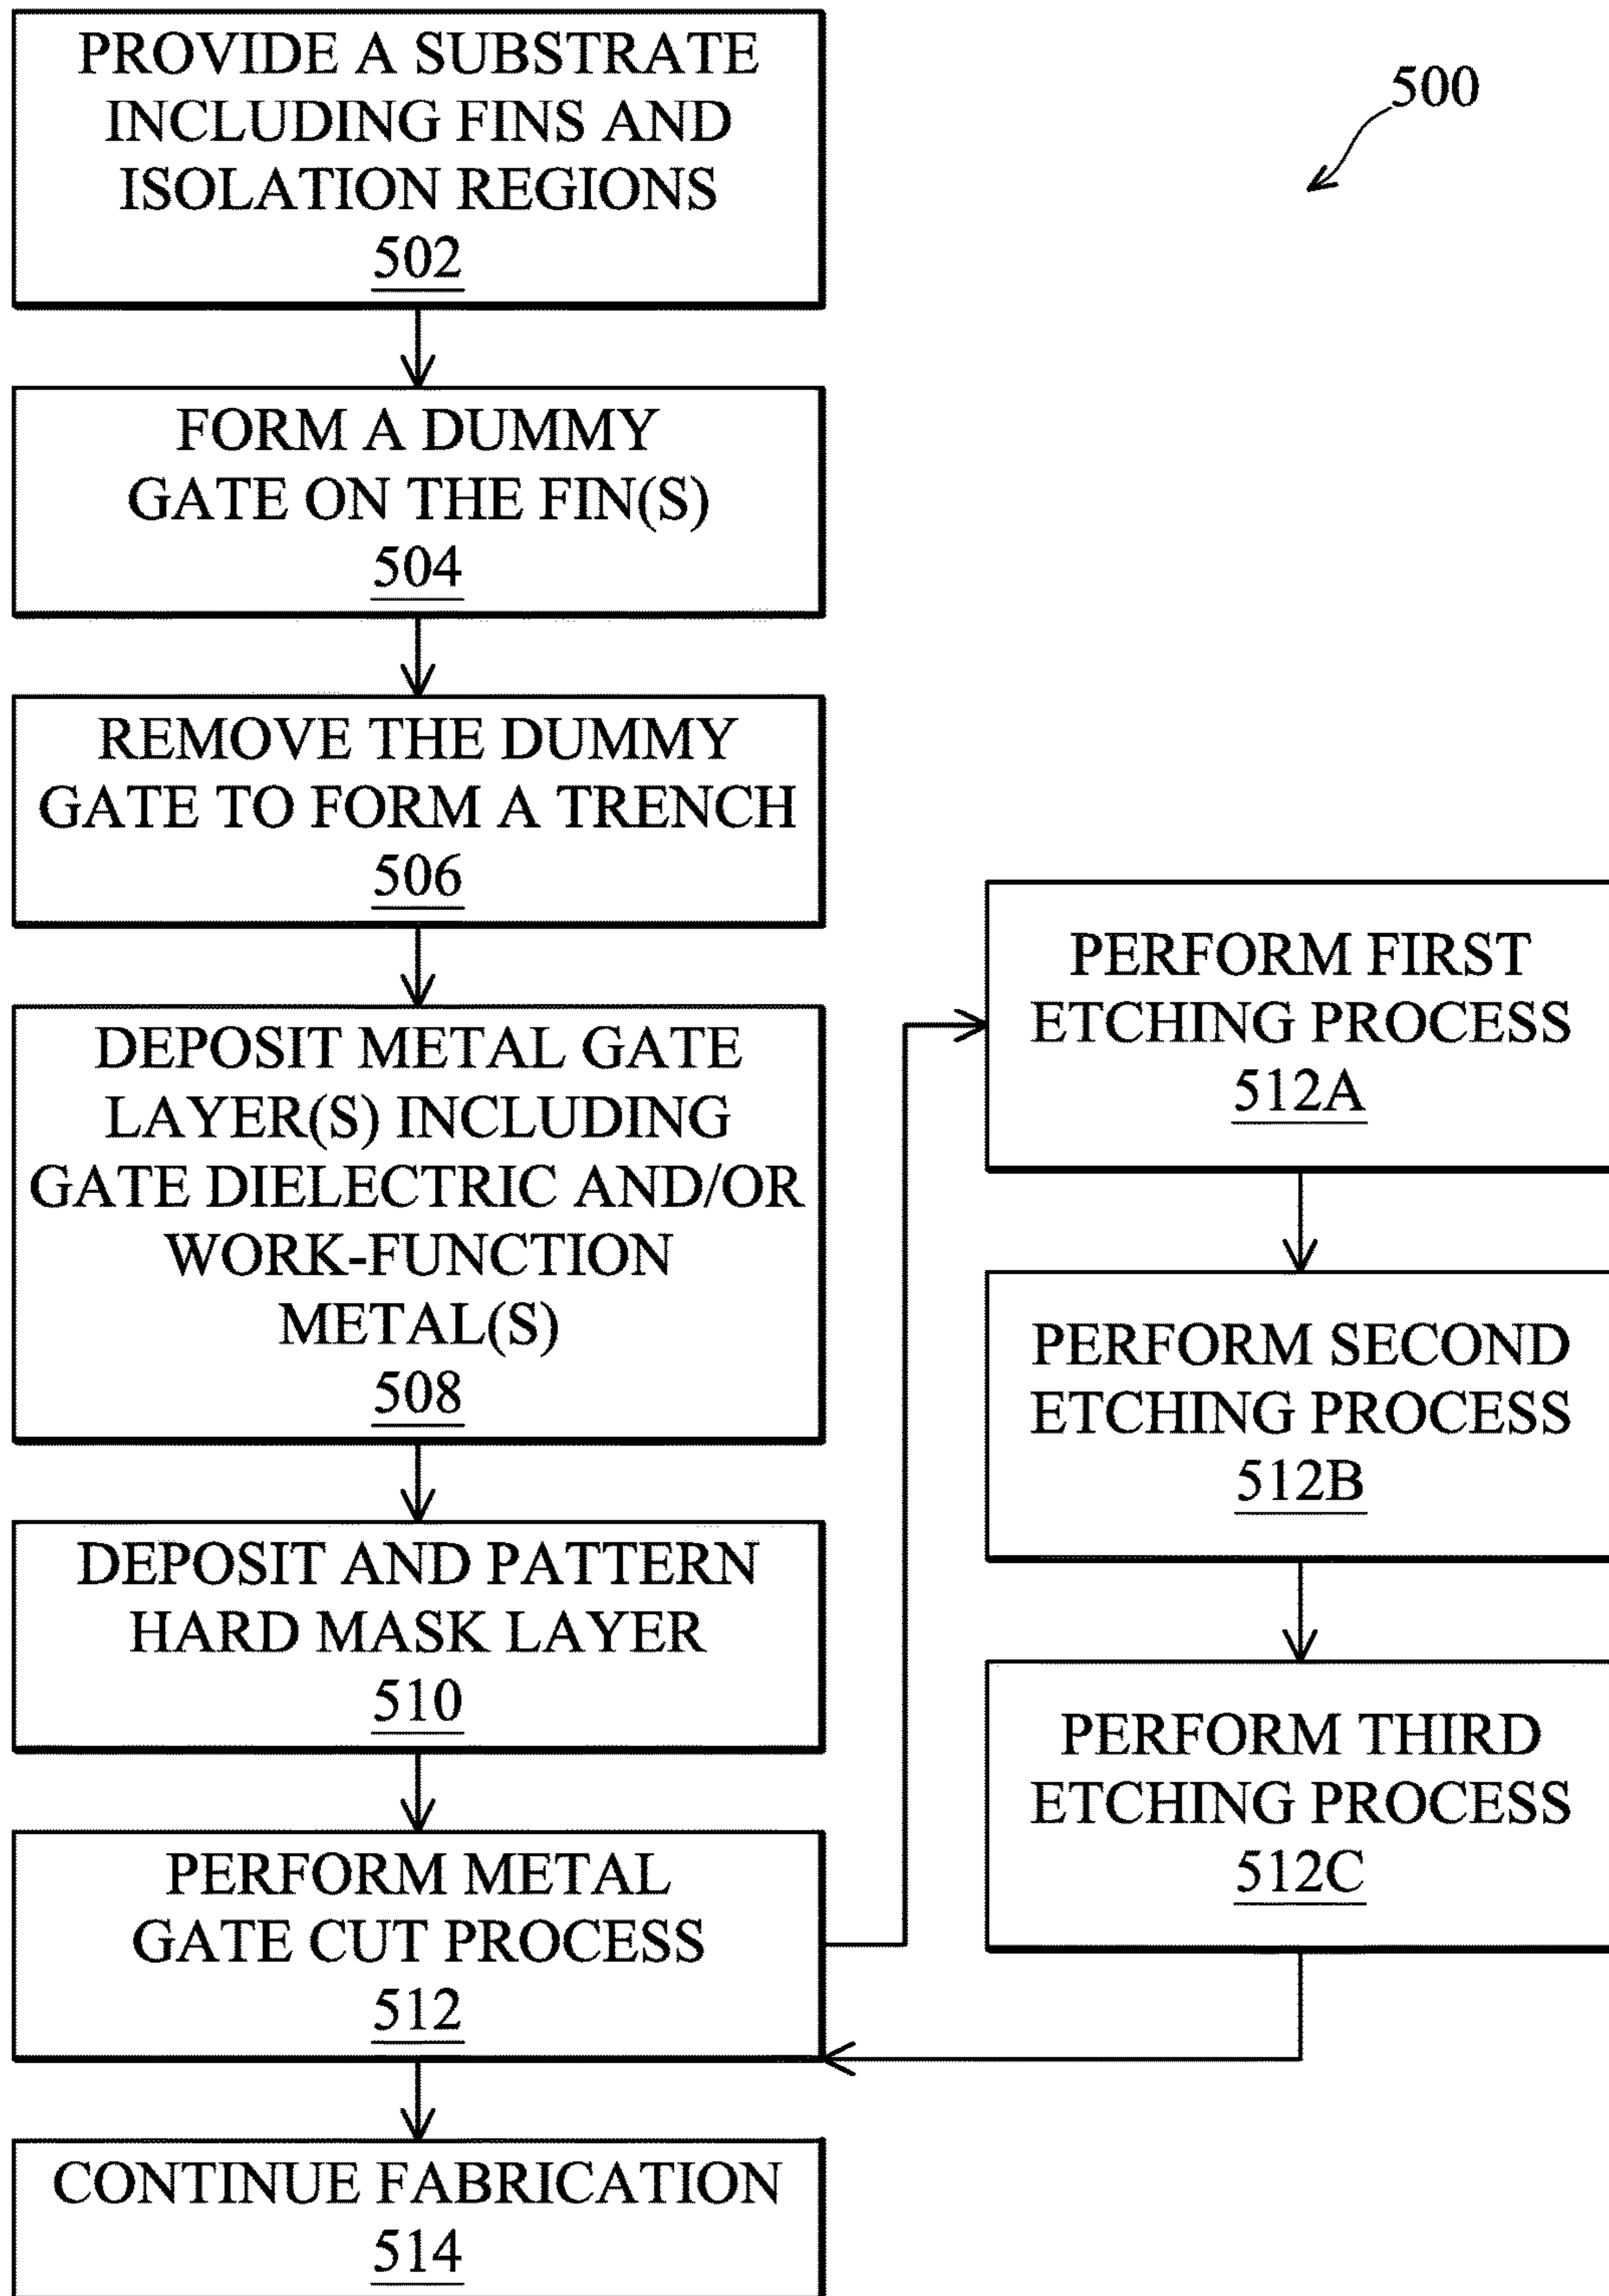 500
PROVIDE A SUBSTRATE
INCLUDING FINS AND
ISOLATION REGIONS
502
FORM A DUMMY
GATE ON THE FIN(S)
504
REMOVE THE DUMMY
GATE TO FORM A TRENCH
506
DEPOSIT METAL GATE
LAYER(S) INCLUDING
GATE DIELECTRIC AND/OR
WORK-FUNCTION
METAL(S)
508
DEPOSIT AND PATTERN
HARD MASK LAYER
510
PERFORM METAL
GATE CUT PROCESS
512
PERFORM FIRST
ETCHING PROCESS
512A
PERFORM SECOND
ETCHING PROCESS
512B
PERFORM THIRD
ETCHING PROCESS
512C
CONTINUE FABRICATION
514